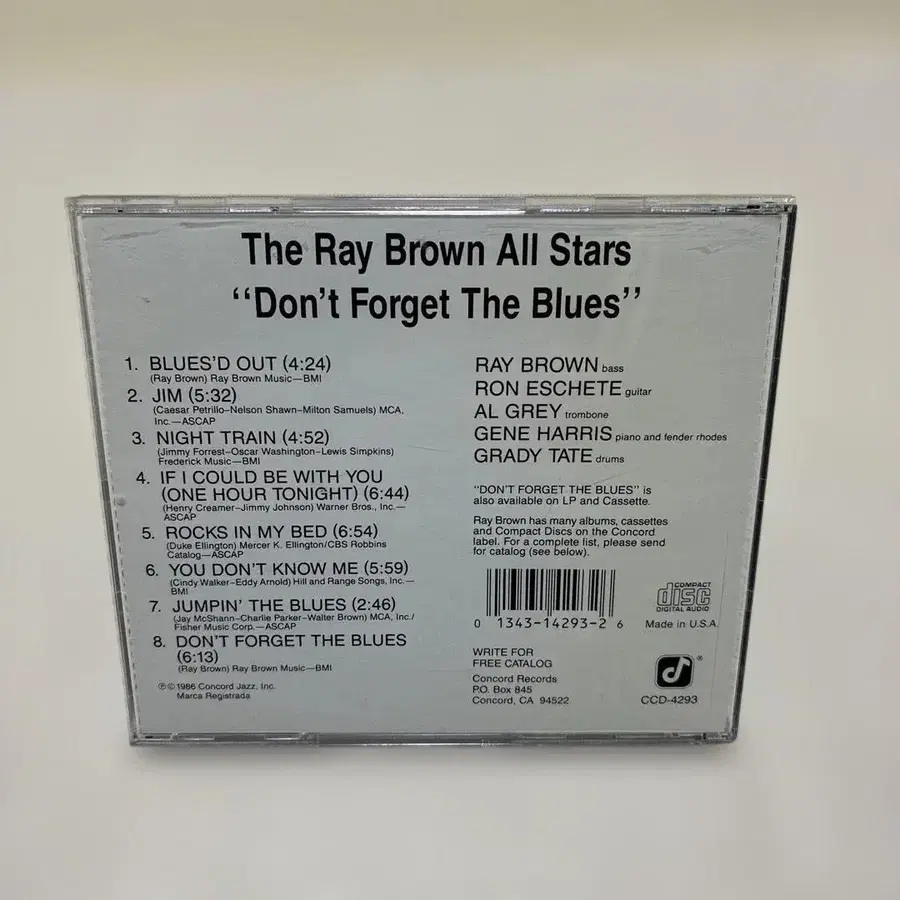 The Ray Brown All Stars
"Don't Forget The Blues"
1. BLUES'D OUT (4:24)
(Ray Brown) Ray Brown Music—BMI
2. JIM (5:32)
(Caesar Petrillo–Nelson Shawn–Milton Samuels) MCA,
Inc.—ASCAP
3. NIGHT TRAIN (4:52)
(Jimmy Forrest–Oscar Washington–Lewis Simpkins)
Frederick Music—BMI
4. IF I COULD BE WITH YOU
(ONE HOUR TONIGHT) (6:44)
(Henry Creamer–Jimmy Johnson) Warner Bros., Inc.—
ASCAP
5. ROCKS IN MY BED (6:54)
(Duke Ellington) Mercer K. Ellington/CBS Robbins
Catalog—ASCAP
6. YOU DON'T KNOW ME (5:59)
(Cindy Walker–Eddy Arnold) Hill and Range Songs, Inc.—
BMI
7. JUMPIN' THE BLUES (2:46)
(Jay McShann–Charlie Parker–Walter Brown) MCA, Inc./
Fisher Music Corp.—ASCAP
8. DON'T FORGET THE BLUES
(6:13)
(Ray Brown) Ray Brown Music—BMI
℗© 1986 Concord Jazz, Inc.
Marca Registrada
RAY BROWN bass
RON ESCHETE guitar
AL GREY trombone
GENE HARRIS piano and fender rhodes
GRADY TATE drums
"DON'T FORGET THE BLUES" is
also available on LP and Cassette.
Ray Brown has many albums, cassettes
and Compact Discs on the Concord
label. For a complete list, please send
for catalog (see below).
0 13431-14293-2 6
COMPACT
disc
DIGITAL AUDIO
Made in U.S.A.
WRITE FOR
FREE CATALOG
Concord Records
P.O. Box 845
Concord, CA 94522
®
CCD-4293